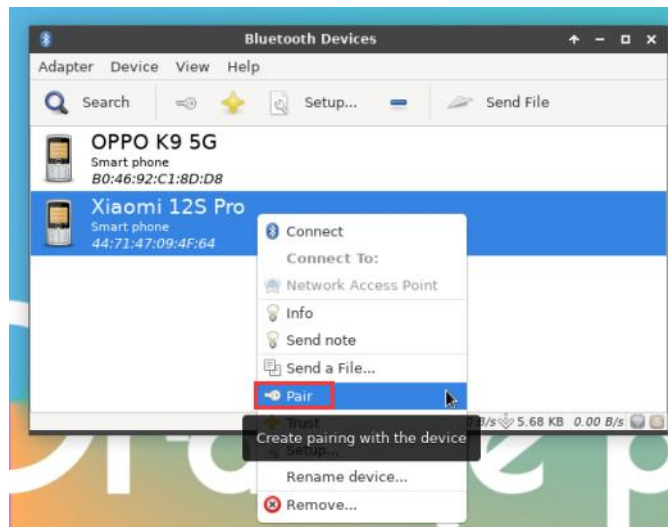 Bluetooth Devices
Adapter Device View Help
Search Setup... Send File
OPPO K9 5G
Smart phone
B0:46:92:C1:8D:D8
Xiaomi 12S Pro
Smart phone
44:71:47:09:4F:64
Connect
Connect To:
Network Access Point
Info
Send note
Send a File...
Pair
Trust
B/s 5.68 KB 0.00 B/s
Create pairing with the device
Setup...
Rename device...
Remove...